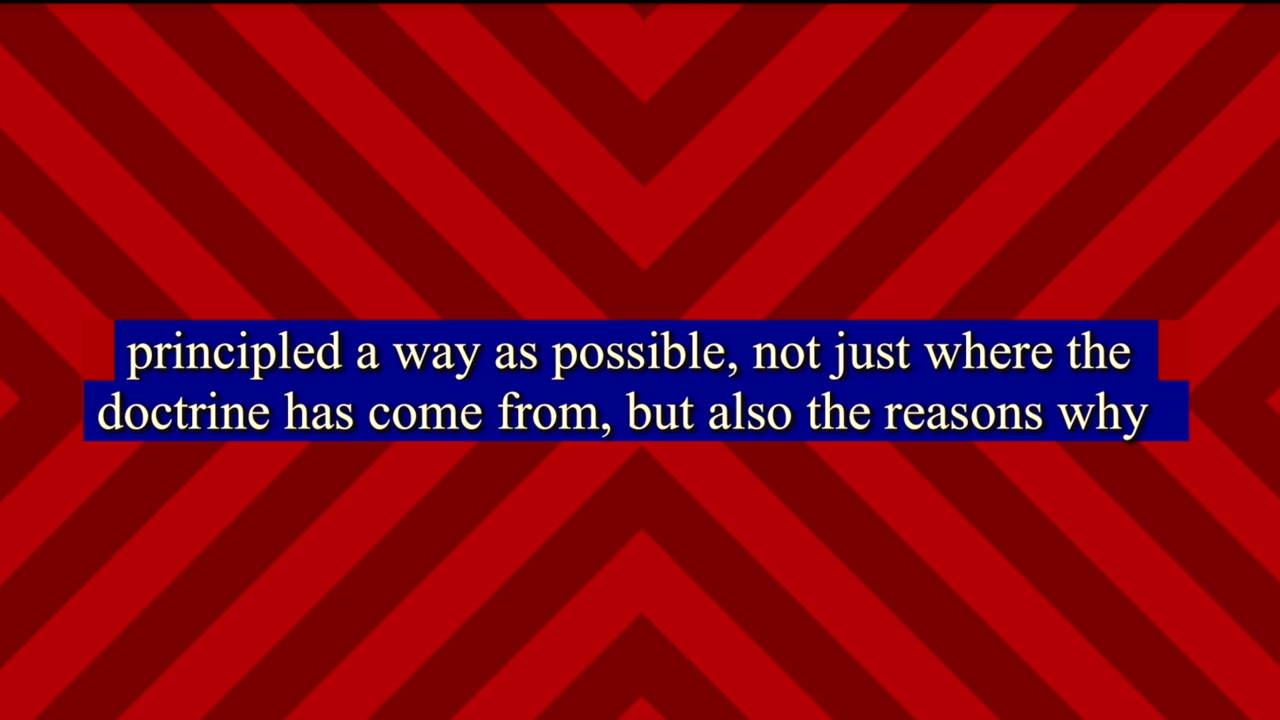 principled a way as possible, not just where the
doctrine has come from, but also the reasons why